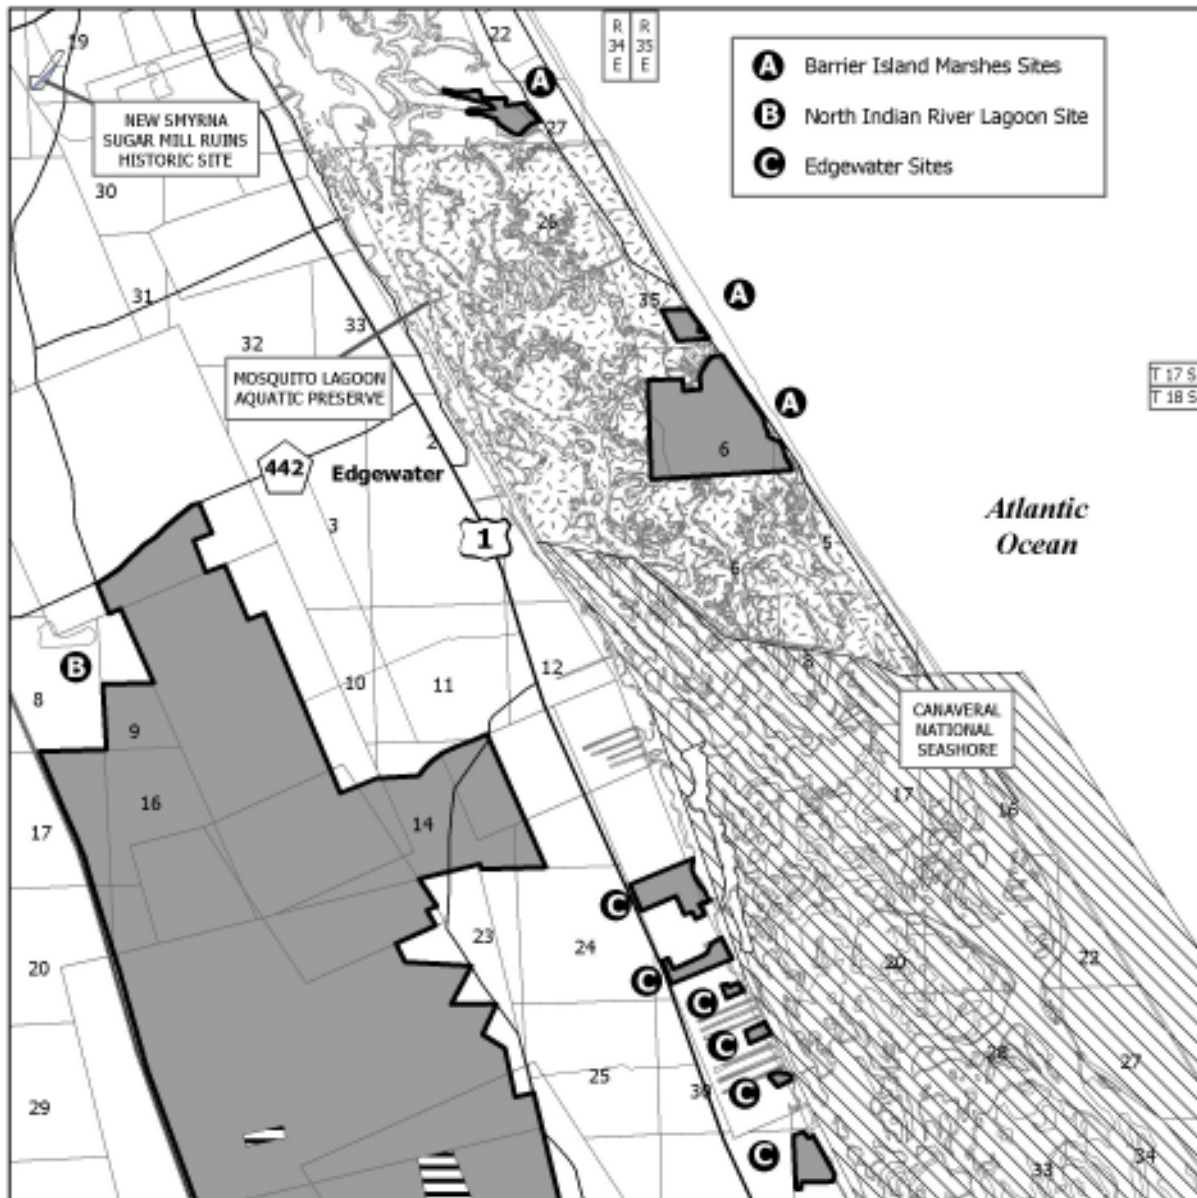 19
22
R
34
E
R
35
E
A
A Barrier Island Marshes Sites
B North Indian River Lagoon Site
C Edgewater Sites
NEW SMYRNA
SUGAR MILL RUINS
HISTORIC SITE
27
30
26
31
35
A
32
33
MOSQUITO LAGOON
AQUATIC PRESERVE
T 17 S
T 18 S
A
2
6
442
Edgewater
3
1
Atlantic
Ocean
5
6
B
8
9
10
11
12
8
CANAVERAL
NATIONAL
SEASHORE
16
17
14
17
16
C
23
24
20
C
20
22
C
C
25
28
27
29
C
36
C
33
34